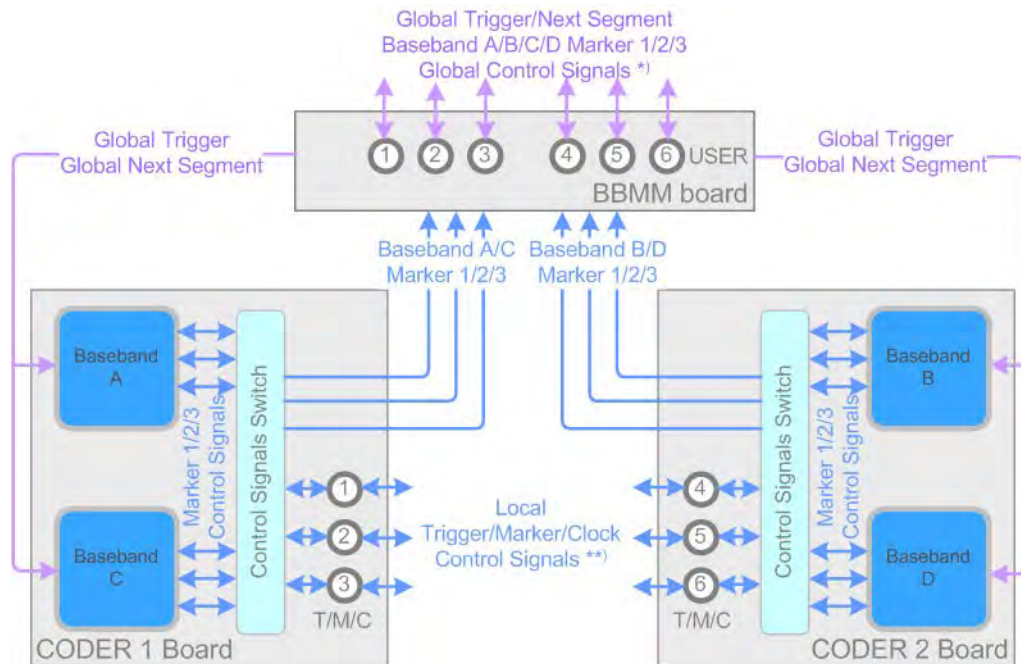 Global Trigger/Next Segment
Baseband A/B/C/D Marker 1/2/3
Global Control Signals *)
Global Trigger
Global Next Segment
1 2 3 4 5 6 USER
BBMM board
Global Trigger
Global Next Segment
Baseband A/C
Marker 1/2/3
Baseband B/D
Marker 1/2/3
Baseband
A
Marker 1/2/3
Control Signals
Control Signals Switch
Baseband
C
1
2
3
T/M/C
CODER 1 Board
Local
Trigger/Marker/Clock
Control Signals **)
4
5
6
T/M/C
Control Signals Switch
Marker 1/2/3
Control Signals
Baseband
B
Baseband
D
CODER 2 Board